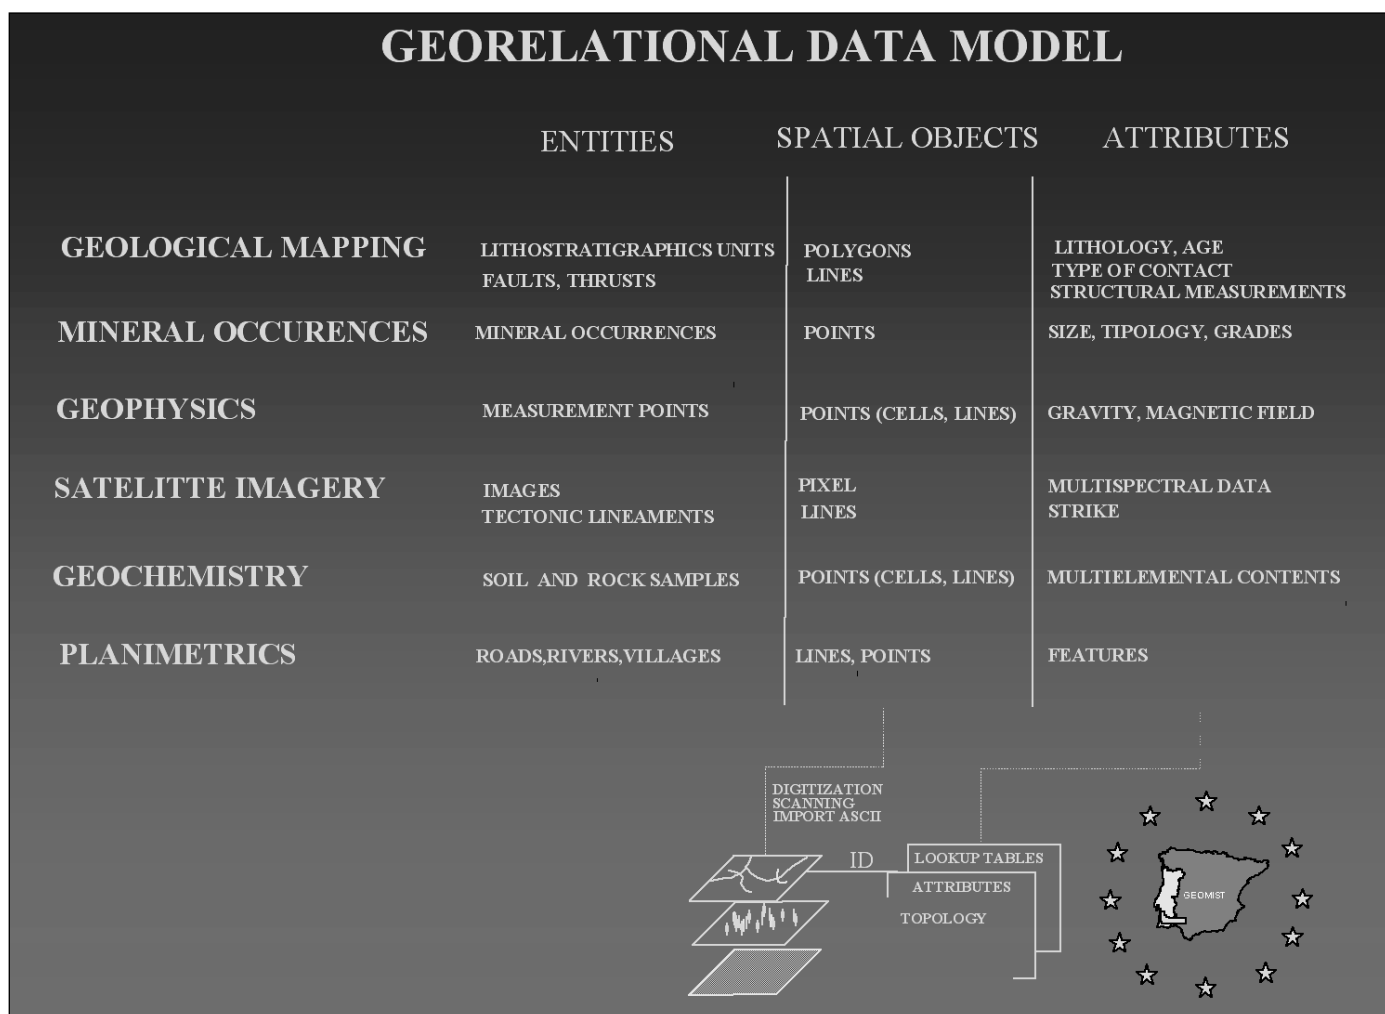 GEORELATIONAL DATA MODEL
ENTITIES SPATIAL OBJECTS ATTRIBUTES
GEOLOGICAL MAPPING LITHOSTRATIGRAPHICS UNITS POLYGONS LITHOLOGY, AGE
FAULTS, THRUSTS LINES TYPE OF CONTACT
STRUCTURAL MEASUREMENTS
MINERAL OCCURENCES MINERAL OCCURRENCES POINTS SIZE, TIPOLOGY, GRADES
GEOPHYSICS MEASUREMENT POINTS POINTS (CELLS, LINES) GRAVITY, MAGNETIC FIELD
SATELITTE IMAGERY IMAGES PIXEL MULTISPECTRAL DATA
TECTONIC LINEAMENTS LINES STRIKE
GEOCHEMISTRY SOIL AND ROCK SAMPLES POINTS (CELLS, LINES) MULTIELEMENTAL CONTENTS
PLANIMETRICS ROADS,RIVERS,VILLAGES LINES, POINTS FEATURES
DIGITIZATION
SCANNING
IMPORT ASCII
ID LOOKUP TABLES
ATTRIBUTES
TOPOLOGY
GEOMIST